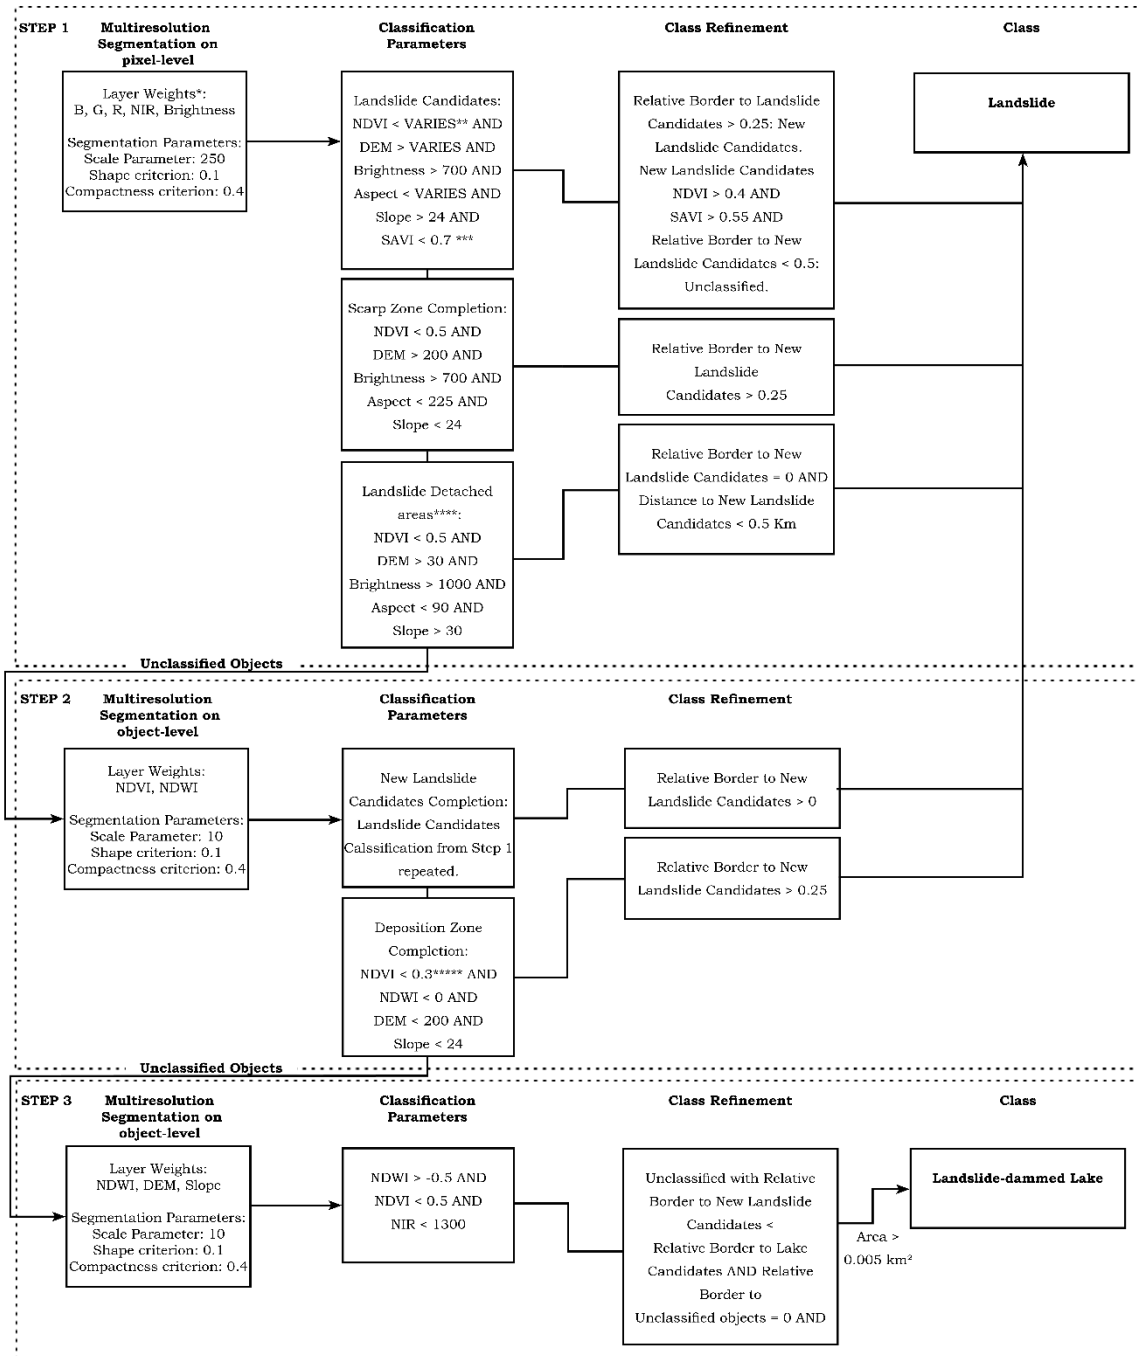 STEP 1
Multiresolution
Segmentation on
pixel-level
Classification
Parameters
Class Refinement
Class
Layer Weights*:
B, G, R, NIR, Brightness
Segmentation Parameters:
Scale Parameter: 250
Shape criterion: 0.1
Compactness criterion: 0.4
Landslide Candidates:
NDVI < VARIES** AND
DEM > VARIES AND
Brightness > 700 AND
Aspect < VARIES AND
Slope > 24 AND
SAVI < 0.7 ***
Relative Border to Landslide
Candidates > 0.25: New
Landslide Candidates.
New Landslide Candidates
NDVI > 0.4 AND
SAVI > 0.55 AND
Relative Border to New
Landslide Candidates < 0.5:
Unclassified.
Landslide
Scarp Zone Completion:
NDVI < 0.5 AND
DEM > 200 AND
Brightness > 700 AND
Aspect < 225 AND
Slope < 24
Relative Border to New
Landslide
Candidates > 0.25
Landslide Detached
areas****:
NDVI < 0.5 AND
DEM > 30 AND
Brightness > 1000 AND
Aspect < 90 AND
Slope > 30
Relative Border to New
Landslide Candidates = 0 AND
Distance to New Landslide
Candidates < 0.5 Km
Unclassified Objects
STEP 2
Multiresolution
Segmentation on
object-level
Classification
Parameters
Class Refinement
Layer Weights:
NDVI, NDWI
Segmentation Parameters:
Scale Parameter: 10
Shape criterion: 0.1
Compactness criterion: 0.4
New Landslide
Candidates Completion:
Landslide Candidates
Calssification from Step 1
repeated.
Relative Border to New
Landslide Candidates > 0
Deposition Zone
Completion:
NDVI < 0.3***** AND
NDWI < 0 AND
DEM < 200 AND
Slope < 24
Relative Border to New
Landslide Candidates > 0.25
Unclassified Objects
STEP 3
Multiresolution
Segmentation on
object-level
Classification
Parameters
Class Refinement
Class
Layer Weights:
NDWI, DEM, Slope
Segmentation Parameters:
Scale Parameter: 10
Shape criterion: 0.1
Compactness criterion: 0.4
NDWI > -0.5 AND
NDVI < 0.5 AND
NIR < 1300
Unclassified with Relative
Border to New Landslide
Candidates <
Relative Border to Lake
Candidates AND Relative
Border to
Unclassified objects = 0 AND
Area >
0.005 km²
Landslide-dammed Lake